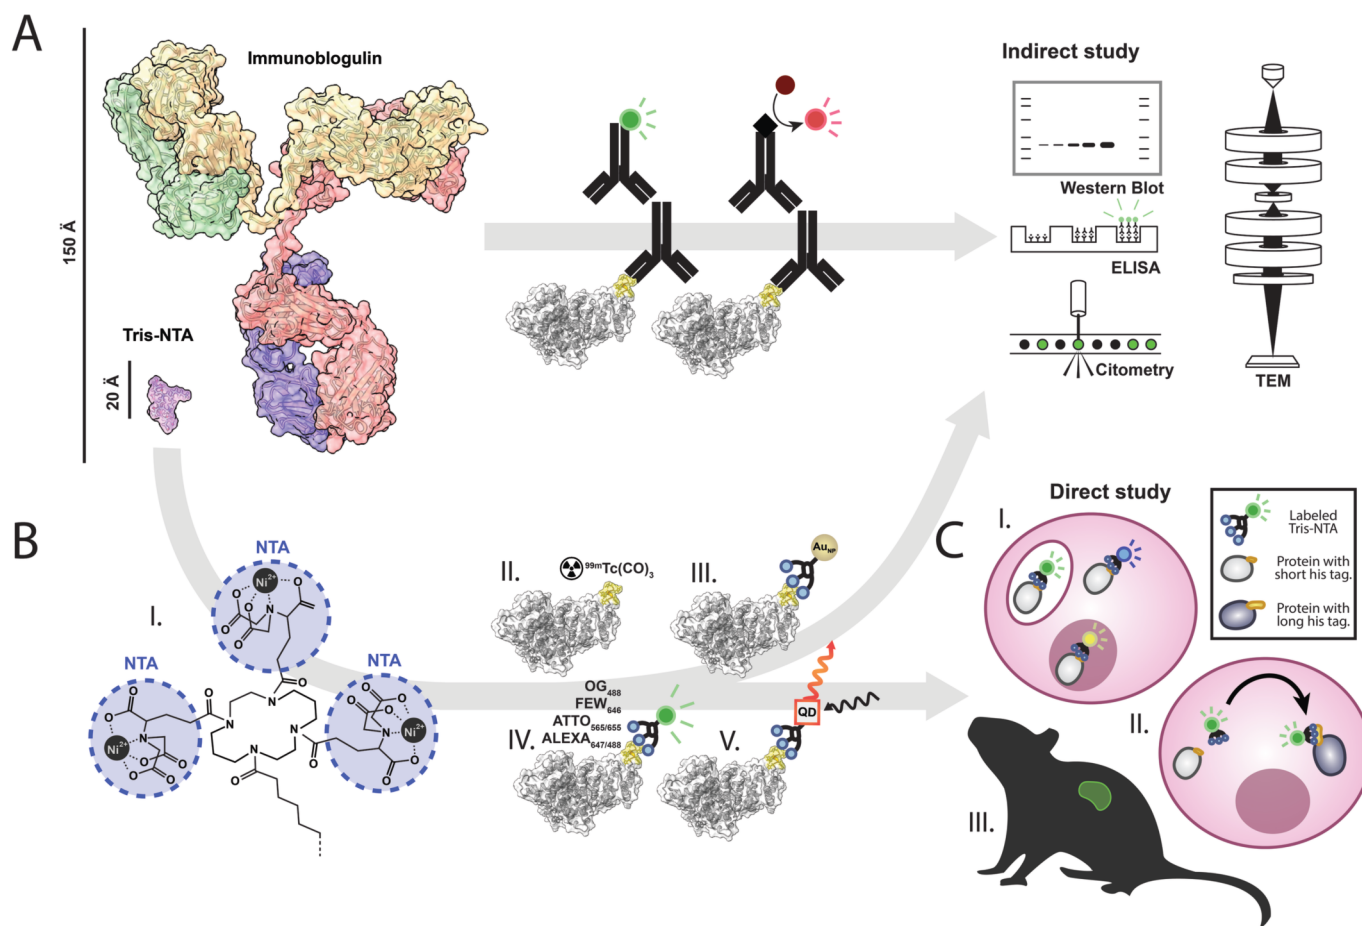 A
Immunoblogulin
150 Ä
Tris-NTA
20 Ä
Indirect study
Western Blot
ELISA
Citometry
TEM
B
I.
NTA
Ni2+
N
O
O
O
O
O
O
NTA
Ni2+
N
O
O
O
O
O
O
NTA
Ni2+
N
O
O
O
O
O
O
N
N
N
N
O
II.
99mTc(CO)3
III.
AuNP
OG488
FEW646
ATTO565/655
ALEXA647/488
IV.
V.
QD
C
Direct study
I.
Labeled
Tris-NTA
Protein with
short his tag.
Protein with
long his tag.
II.
III.